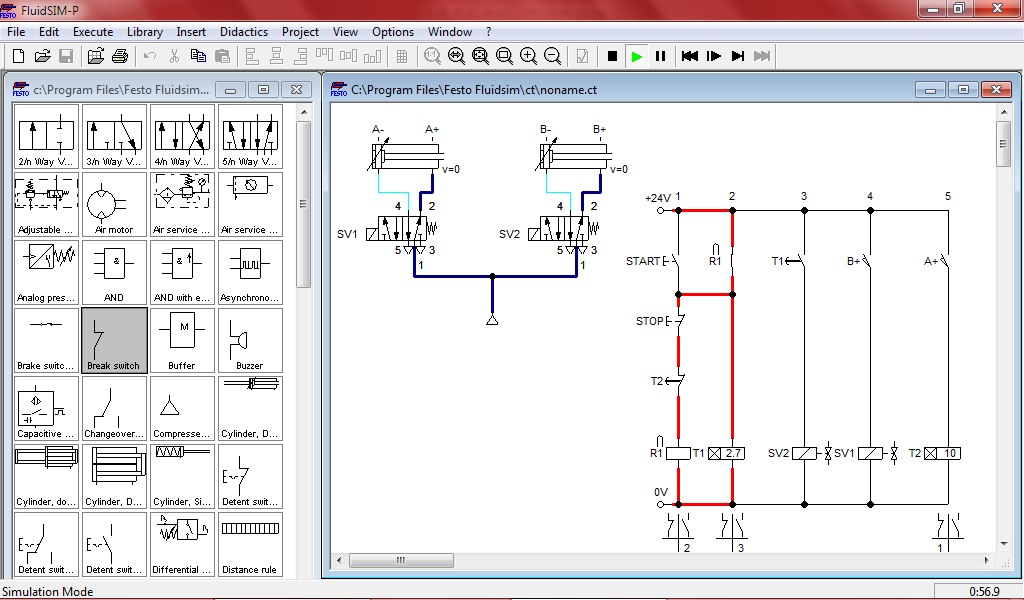 FluidSIM-P
FESTO
File Edit Execute Library Insert Didactics Project View Options Window ?
FESTO c:\Program Files\Festo Fluidsim...
2/n Way V... 3/n Way V... 4/n Way V... 5/n Way V...
Adjustable ... Air motor Air service ... Air service ...
Analog pres... AND AND with e... Asynchrono...
Brake switc... Break switch Buffer Buzzer
Capacitive ... Changeover... Compresse... Cylinder, D...
Cylinder, do... Cylinder, D... Cylinder, Si... Detent swit...
Detent swit... Detent swit... Differential ... Distance rule
& & M
FESTO C:\Program Files\Festo Fluidsim\ct\noname.ct
A- A+ B- B+
v=0 v=0
4 2 4 2
SV1 SV2
5 3 5 3
1 1
+24V 1 2 3 4 5
START R1 T1 B+ A+
STOP
T2
R1 T1 2.7 SV2 SV1 T2 10
0V
2 3 1
Simulation Mode 0:56.9